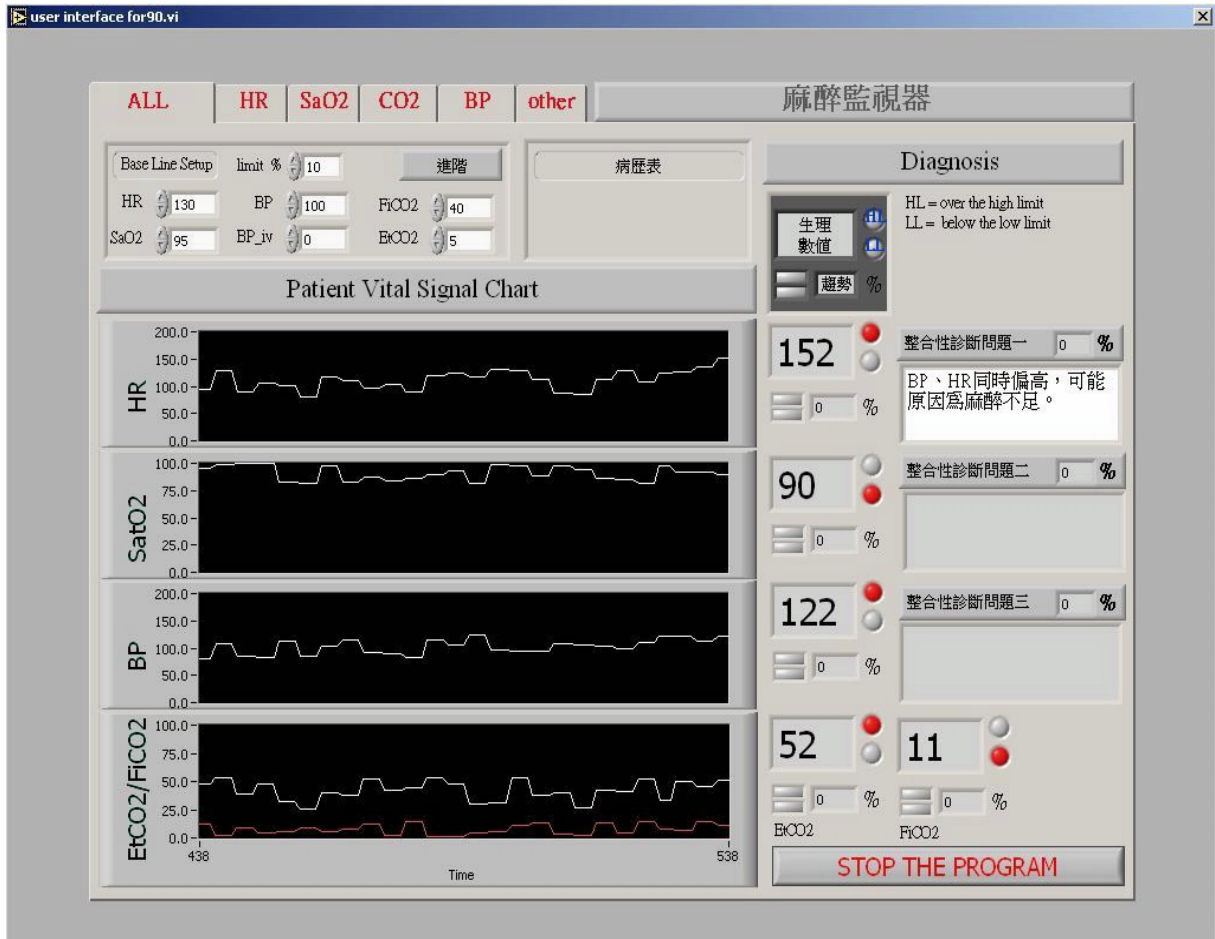 user interface for90.vi
ALL HR SaO2 CO2 BP other 麻醉監視器
Base Line Setup limit % 10 進階
HR 130 BP 100 FiCO2 40
SaO2 95 BP_iv 0 EtCO2 5
病歷表
Diagnosis
生理
數值
HL
LL
趨勢 %
HL = over the high limit
LL = below the low limit
Patient Vital Signal Chart
HR
200.0
150.0
100.0
50.0
0.0
152
0 %
整合性診斷問題一 0 %
BP、HR同時偏高，可能
原因為麻醉不足。
SatO2
100.0
75.0
50.0
25.0
0.0
90
0 %
整合性診斷問題二 0 %
BP
200.0
150.0
100.0
50.0
0.0
122
0 %
整合性診斷問題三 0 %
EtCO2/FiCO2
100.0
75.0
50.0
25.0
0.0
438 538
Time
52 11
0 % 0 %
EtCO2 FiCO2
STOP THE PROGRAM